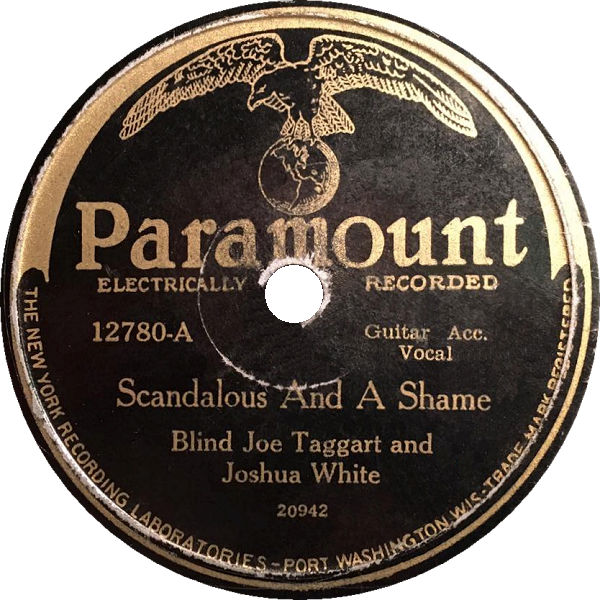 Paramount
ELECTRICALLY RECORDED
12780-A
Guitar Acc.
Vocal
Scandalous And A Shame
Blind Joe Taggart and
Joshua White
20942
THE NEW YORK RECORDING LABORATORIES - PORT WASHINGTON, WIS. - TRADE MARK REGISTERED